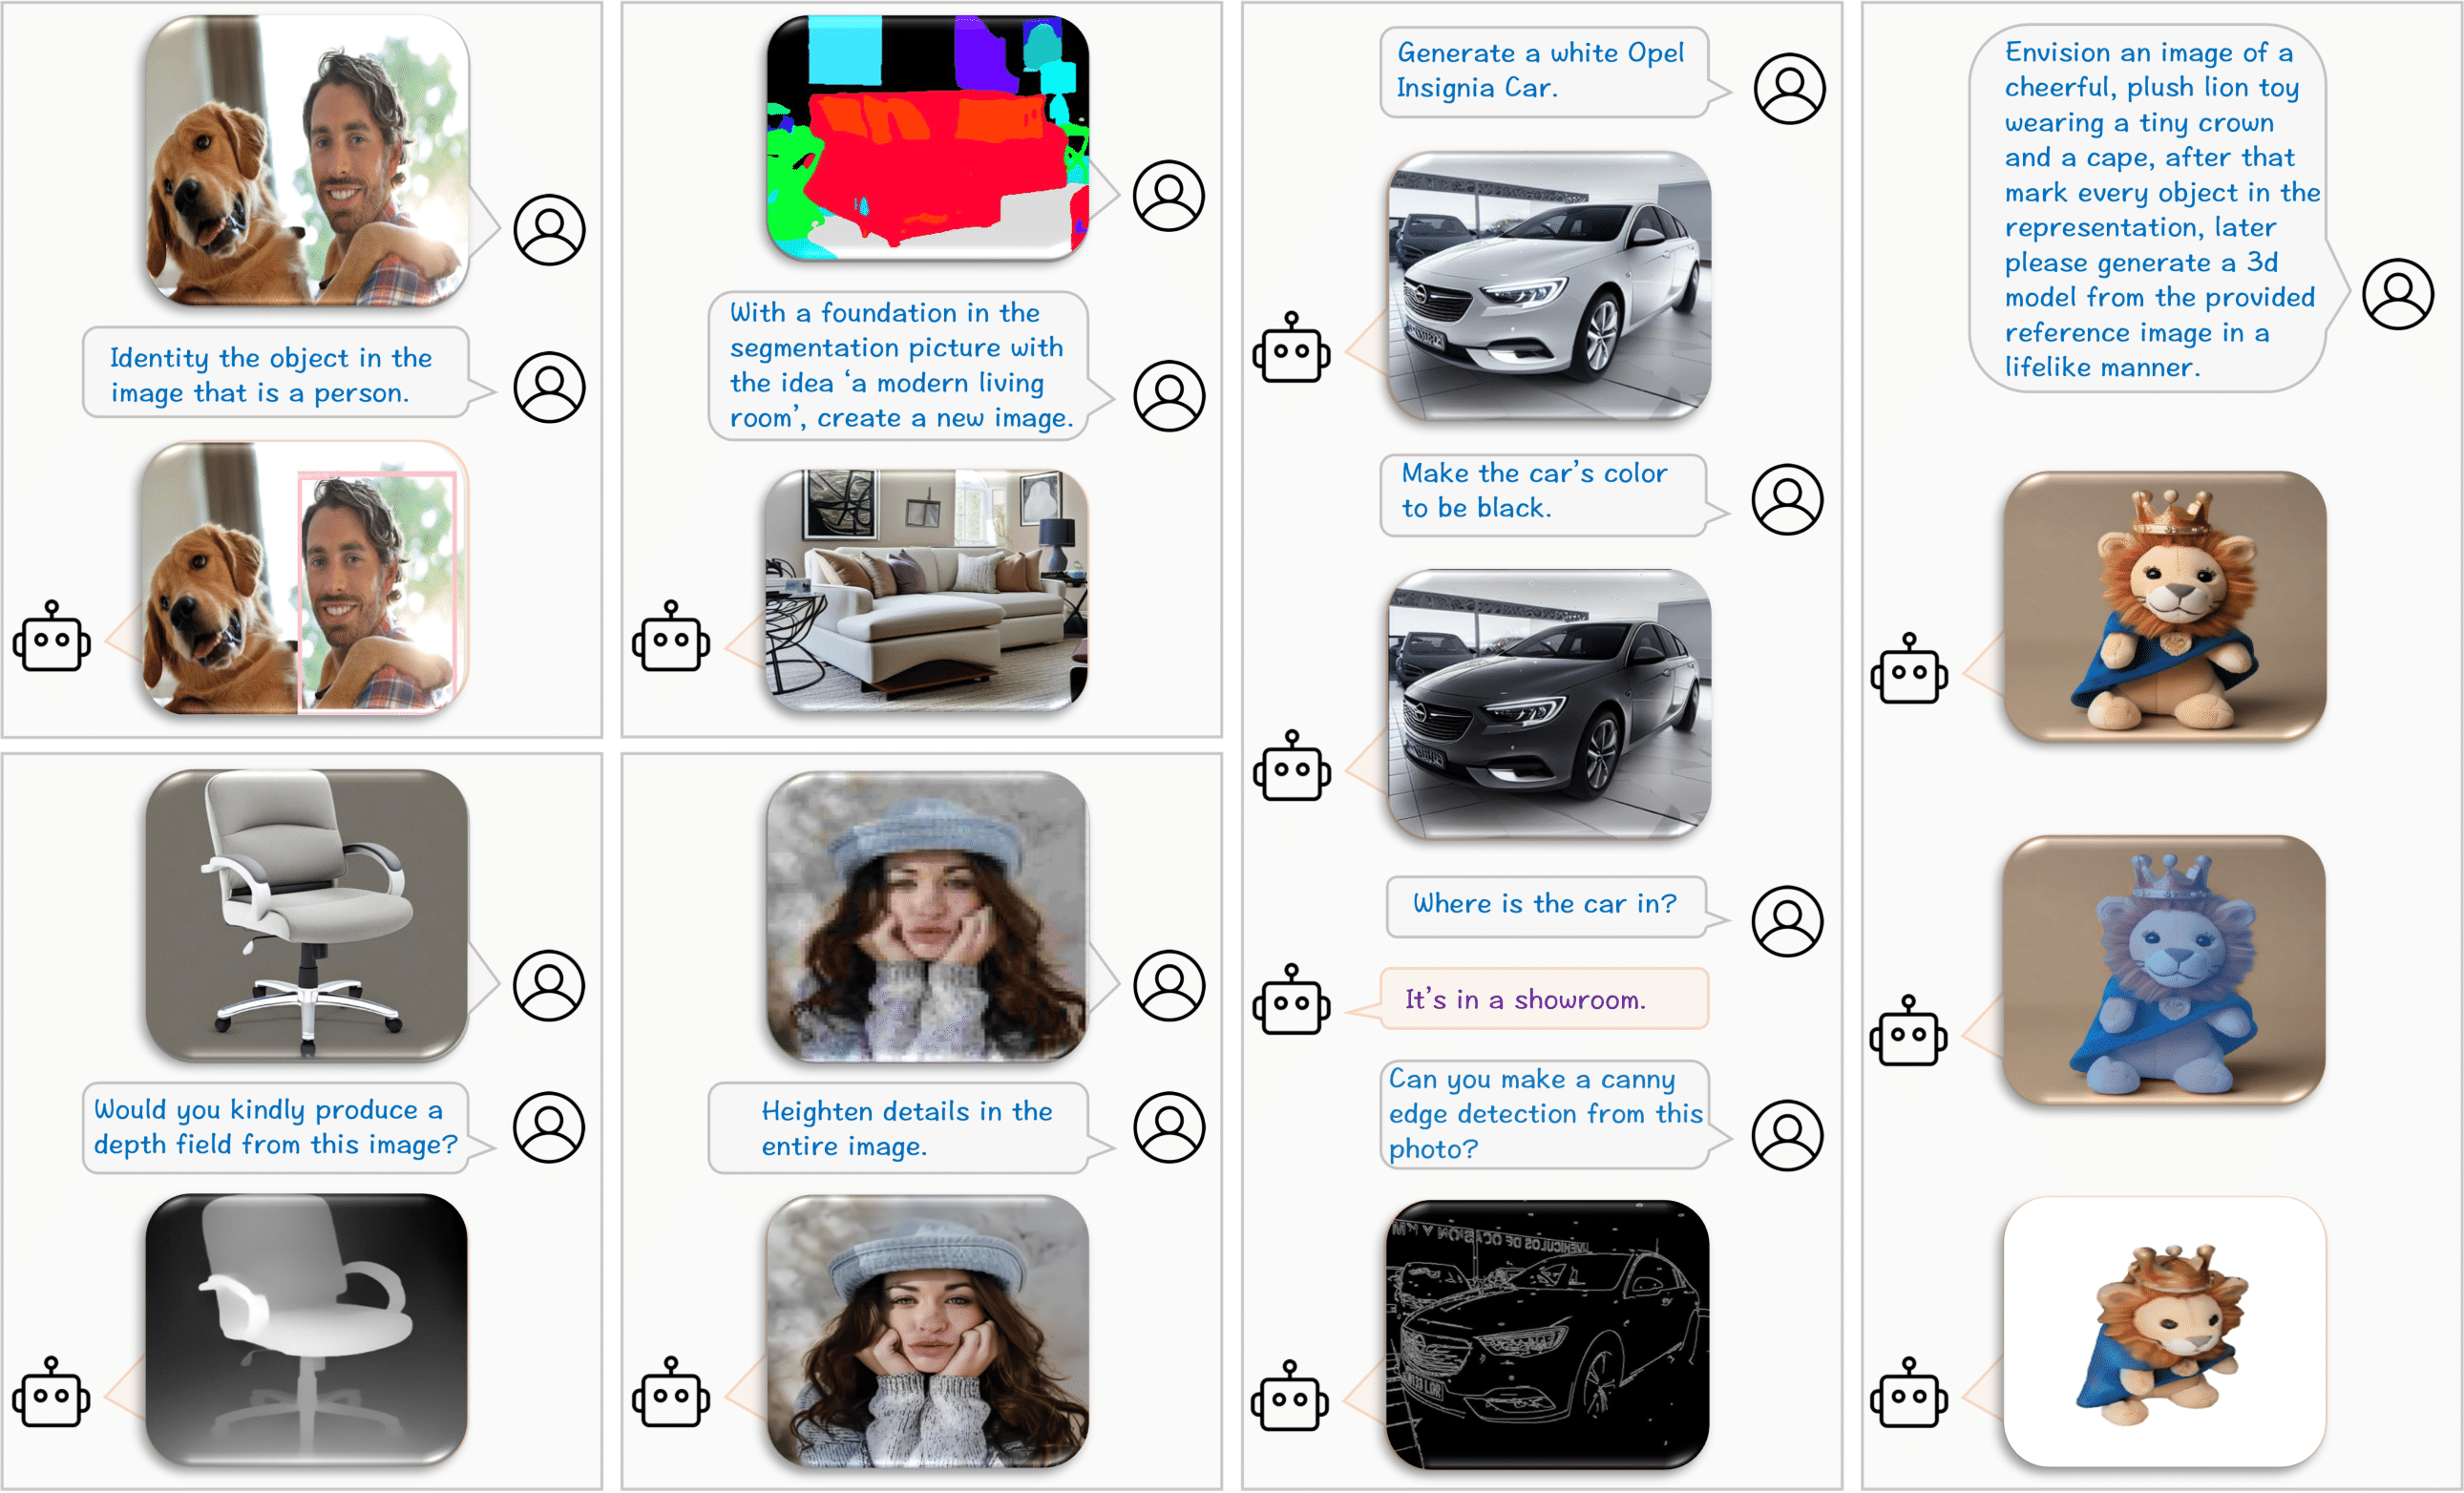 Identity the object in the
image that is a person.
Would you kindly produce a
depth field from this image?
With a foundation in the
segmentation picture with
the idea ‘a modern living
room’, create a new image.
Heighten details in the
entire image.
Generate a white Opel
Insignia Car.
Make the car’s color
to be black.
Where is the car in?
It’s in a showroom.
Can you make a canny
edge detection from this
photo?
Envision an image of a
cheerful, plush lion toy
wearing a tiny crown
and a cape, after that
mark every object in the
representation, later
please generate a 3d
model from the provided
reference image in a
lifelike manner.